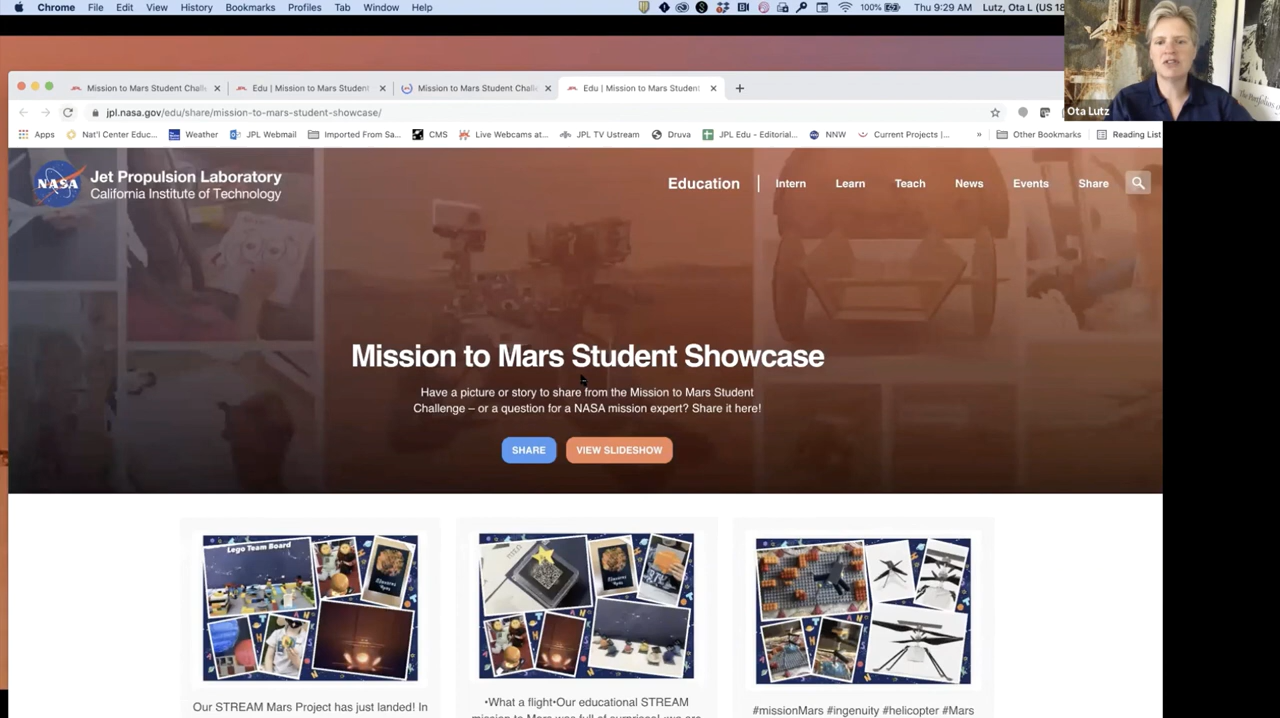 Chrome File Edit View History Bookmarks Profiles Tab Window Help 100% Thu 9:29 AM Lutz, Ota L (US 18
Ota Lutz
Mission to Mars Student Chall Edu | Mission to Mars Student Mission to Mars Student Chall Edu | Mission to Mars Student
jpl.nasa.gov/edu/share/mission-to-mars-student-showcase/
Apps Nat'l Center Educ... Weather JPL Webmail Imported From Sa... CMS Live Webcams at... JPL TV Ustream Druva JPL Edu - Editorial... NNW Current Projects |... » Other Bookmarks Reading List
NASA
Jet Propulsion Laboratory
California Institute of Technology
Education | Intern Learn Teach News Events Share
Mission to Mars Student Showcase
Have a picture or story to share from the Mission to Mars Student
Challenge – or a question for a NASA mission expert? Share it here!
SHARE VIEW SLIDESHOW
Lego Team Board
Our STREAM Mars Project has just landed! In
•What a flight•Our educational STREAM
#missionMars #ingenuity #helicopter #Mars